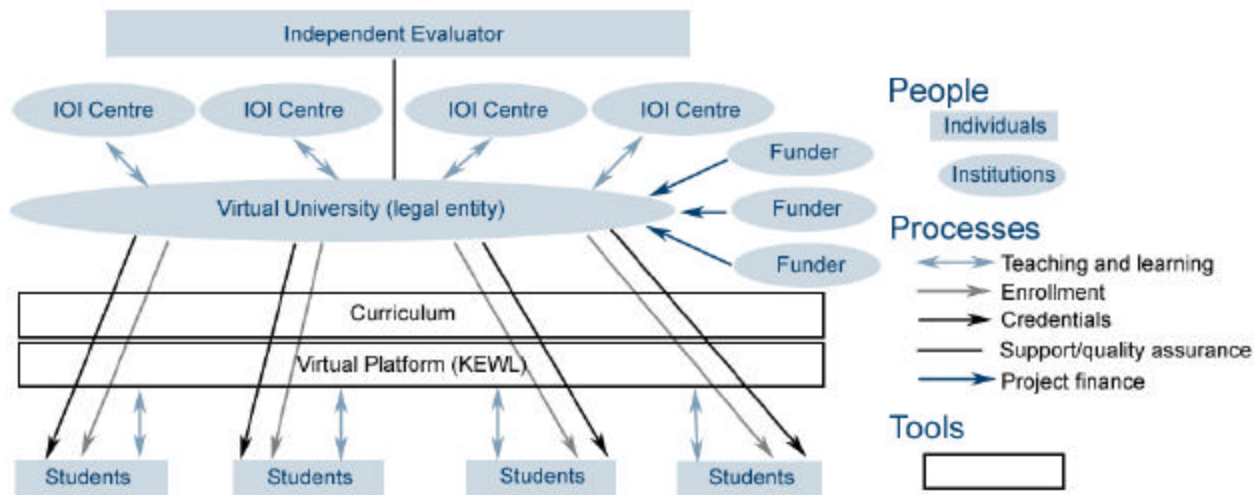 Independent Evaluator
IOI Centre
IOI Centre
IOI Centre
IOI Centre
Funder
Virtual University (legal entity)
Funder
Funder
Curriculum
Virtual Platform (KEWL)
Students
Students
Students
Students
People
Individuals
Institutions
Processes
Teaching and learning
Enrollment
Credentials
Support/quality assurance
Project finance
Tools